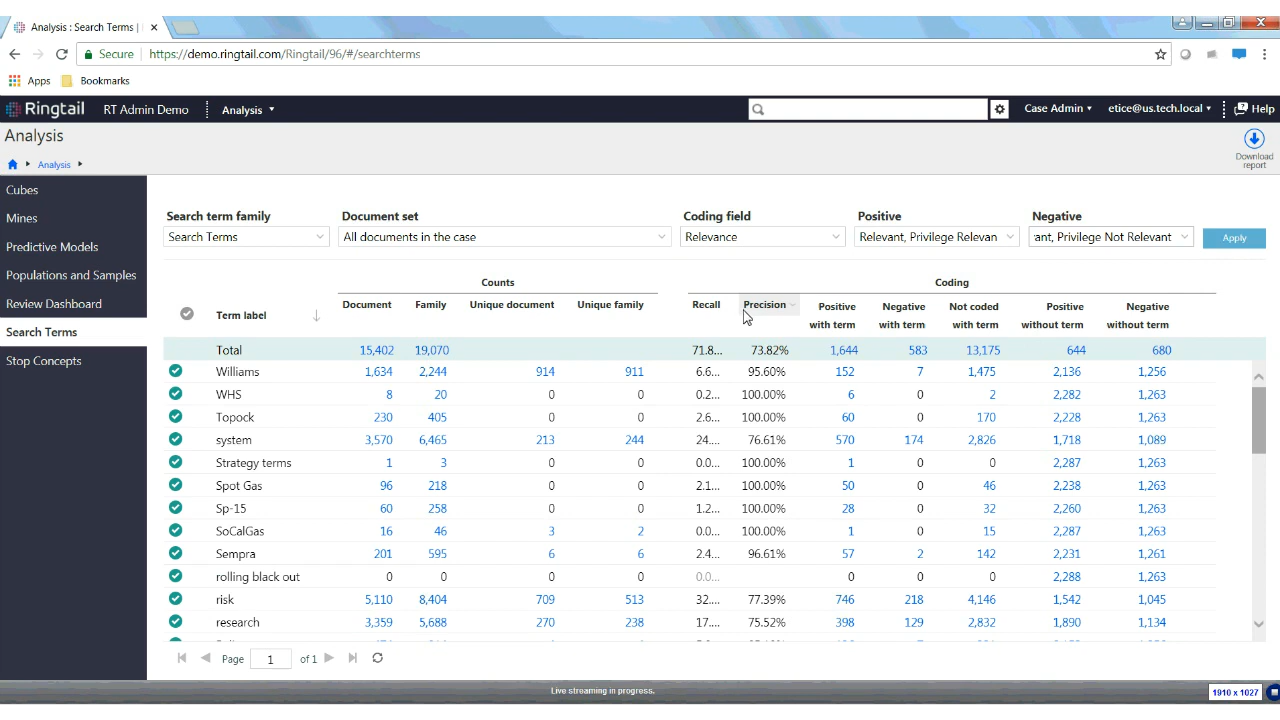 Analysis : Search Terms |
Secure https://demo.ringtail.com/Ringtail/96/#/searchterms
Apps Bookmarks
Ringtail RT Admin Demo Analysis Case Admin etice@us.tech.local Help
Analysis
Analysis
Download report
Cubes
Mines
Predictive Models
Populations and Samples
Review Dashboard
Search Terms
Stop Concepts
Search term family Document set Coding field Positive Negative
Search Terms All documents in the case Relevance Relevant, Privilege Relevan ant, Privilege Not Relevant Apply
Counts Coding
Term label Document Family Unique document Unique family Recall Precision Positive with term Negative with term Not coded with term Positive without term Negative without term
Total 15,402 19,070 71.8... 73.82% 1,644 583 13,175 644 680
Williams 1,634 2,244 914 911 6.6... 95.60% 152 7 1,475 2,136 1,256
WHS 8 20 0 0 0.2... 100.00% 6 0 2 2,282 1,263
Topock 230 405 0 0 2.6... 100.00% 60 0 170 2,228 1,263
system 3,570 6,465 213 244 24.... 76.61% 570 174 2,826 1,718 1,089
Strategy terms 1 3 0 0 0.0... 100.00% 1 0 0 2,287 1,263
Spot Gas 96 218 0 0 2.1... 100.00% 50 0 46 2,238 1,263
Sp-15 60 258 0 0 1.2... 100.00% 28 0 32 2,260 1,263
SoCalGas 16 46 3 2 0.0... 100.00% 1 0 15 2,287 1,263
Sempra 201 595 6 6 2.4... 96.61% 57 2 142 2,231 1,261
rolling black out 0 0 0 0 0.0... 0 0 0 2,288 1,263
risk 5,110 8,404 709 513 32.... 77.39% 746 218 4,146 1,542 1,045
research 3,359 5,688 270 238 17.... 75.52% 398 129 2,832 1,890 1,134
Page 1 of 1
Live streaming in progress.
1910 x 1027